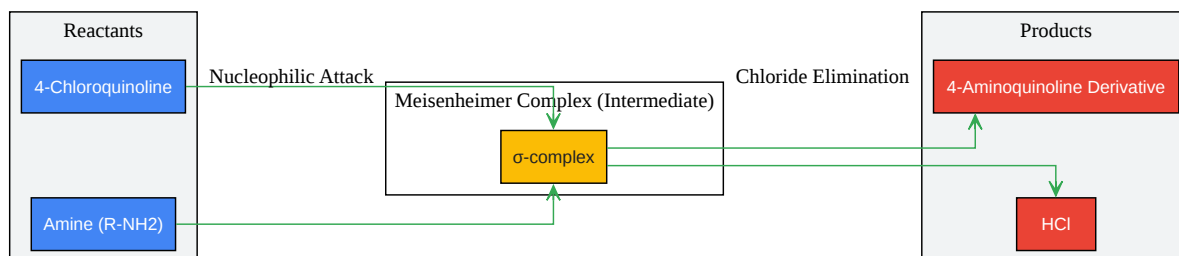 Reactants
4-Chloroquinoline
Amine (R-NH2)
Nucleophilic Attack
Meisenheimer Complex (Intermediate)
σ-complex
Chloride Elimination
Products
4-Aminoquinoline Derivative
HCl